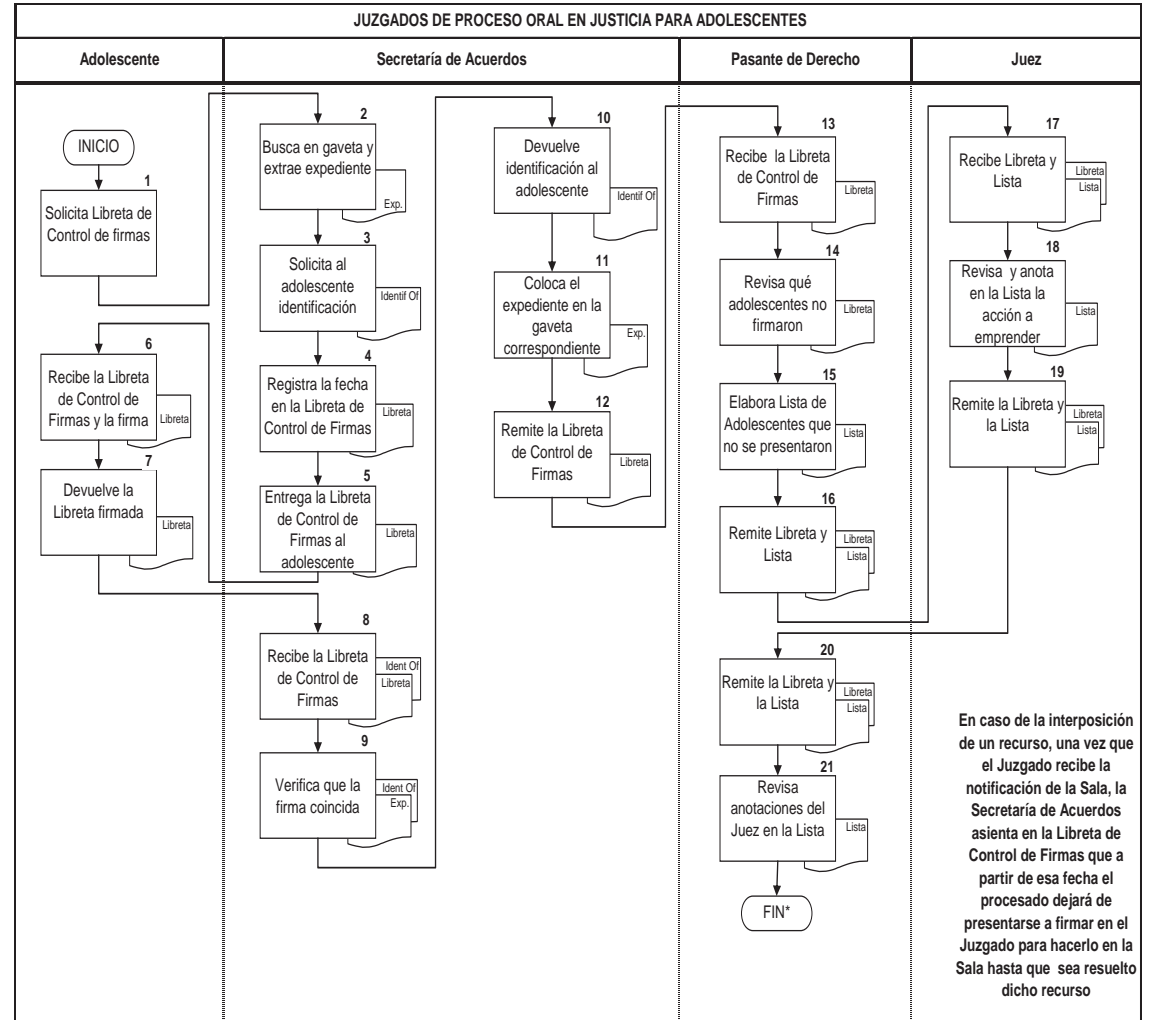 JUZGADOS DE PROCESO ORAL EN JUSTICIA PARA ADOLESCENTES
Adolescente
Secretaría de Acuerdos
Pasante de Derecho
Juez
INICIO
1
Solicita Libreta de
Control de firmas
2
Busca en gaveta y
extrae expediente
Exp.
3
Solicita al
adolescente
identificación
Identif Of
4
Registra la fecha
en la Libreta de
Control de Firmas
Libreta
5
Entrega la Libreta
de Control de
Firmas al
adolescente
Libreta
6
Recibe la Libreta
de Control de
Firmas y la firma
Libreta
7
Devuelve la
Libreta firmada
Libreta
8
Recibe la Libreta
de Control de
Firmas
Ident Of
Libreta
9
Verifica que la
firma coincida
Ident Of
Exp.
10
Devuelve
identificación al
adolescente
Identif Of
11
Coloca el
expediente en la
gaveta
correspondiente
Exp.
12
Remite la Libreta
de Control de
Firmas
Libreta
13
Recibe la Libreta
de Control de
Firmas
Libreta
14
Revisa qué
adolescentes no
firmaron
Libreta
15
Elabora Lista de
Adolescentes que
no se presentaron
Lista
16
Remite Libreta y
Lista
Libreta
Lista
17
Recibe Libreta y
Lista
Libreta
Lista
18
Revisa y anota
en la Lista la
acción a
emprender
Lista
19
Remite la Libreta y
la Lista
Libreta
Lista
20
Remite la Libreta y
la Lista
Libreta
Lista
21
Revisa
anotaciones del
Juez en la Lista
Lista
FIN*
En caso de la interposición
de un recurso, una vez que
el Juzgado recibe la
notificación de la Sala, la
Secretaría de Acuerdos
asienta en la Libreta de
Control de Firmas que a
partir de esa fecha el
procesado dejará de
presentarse a firmar en el
Juzgado para hacerlo en la
Sala hasta que sea resuelto
dicho recurso